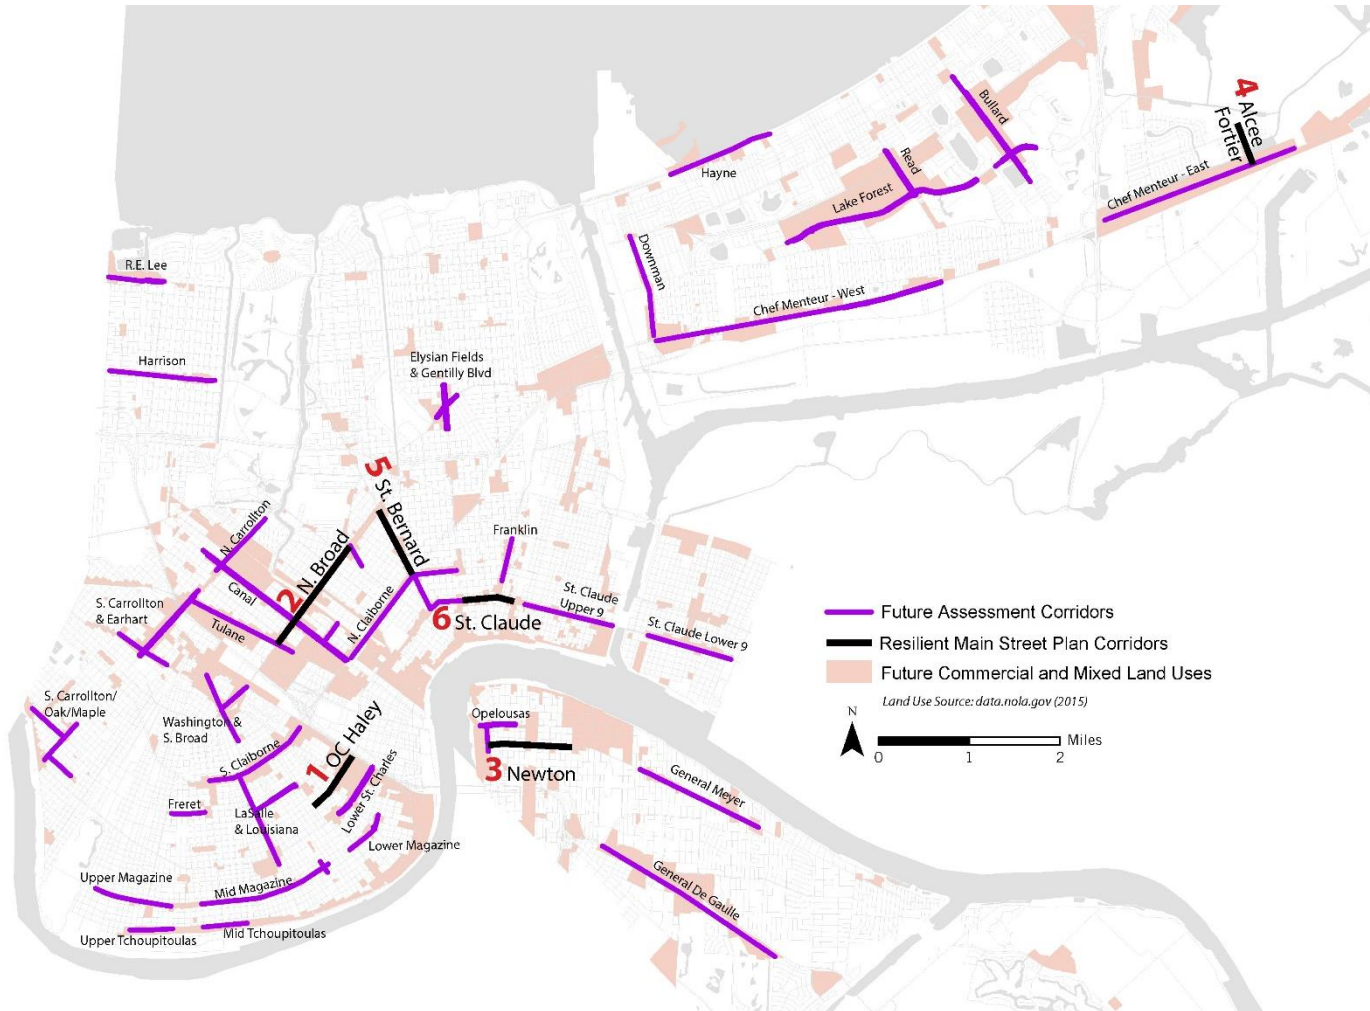 Bullard
4 Alcee
Fortier
Hayne
Read
Lake Forest
Chef Menteur - East
Downman
R.E. Lee
Chef Menteur - West
Harrison
Elysian Fields
& Gentilly Blvd
5 St. Bernard
N. Carrollton
Franklin
2 N. Broad
Canal
S. Carrollton
& Earhart
Tulane
N. Claiborne
6 St. Claude
St. Claude
Upper 9
St. Claude Lower 9
Future Assessment Corridors
Resilient Main Street Plan Corridors
Future Commercial and Mixed Land Uses
Land Use Source: data.nola.gov (2015)
N
Miles
0
1
2
S. Carrollton/
Oak/Maple
Washington &
S. Broad
Opelousas
S. Claiborne
1 OC Haley
3 Newton
General Meyer
Freret
LaSalle
& Louisiana
Lower St. Charles
Lower Magazine
Upper Magazine
Mid Magazine
General De Gaulle
Upper Tchoupitoulas
Mid Tchoupitoulas